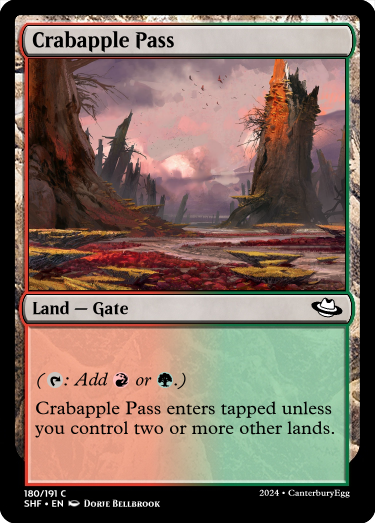 Crabapple Pass
Land — Gate
( : Add or .)
Crabapple Pass enters tapped unless
you control two or more other lands.
180/191 C
2024 • CanterburyEgg
SHF • EN Dorje Bellbrook